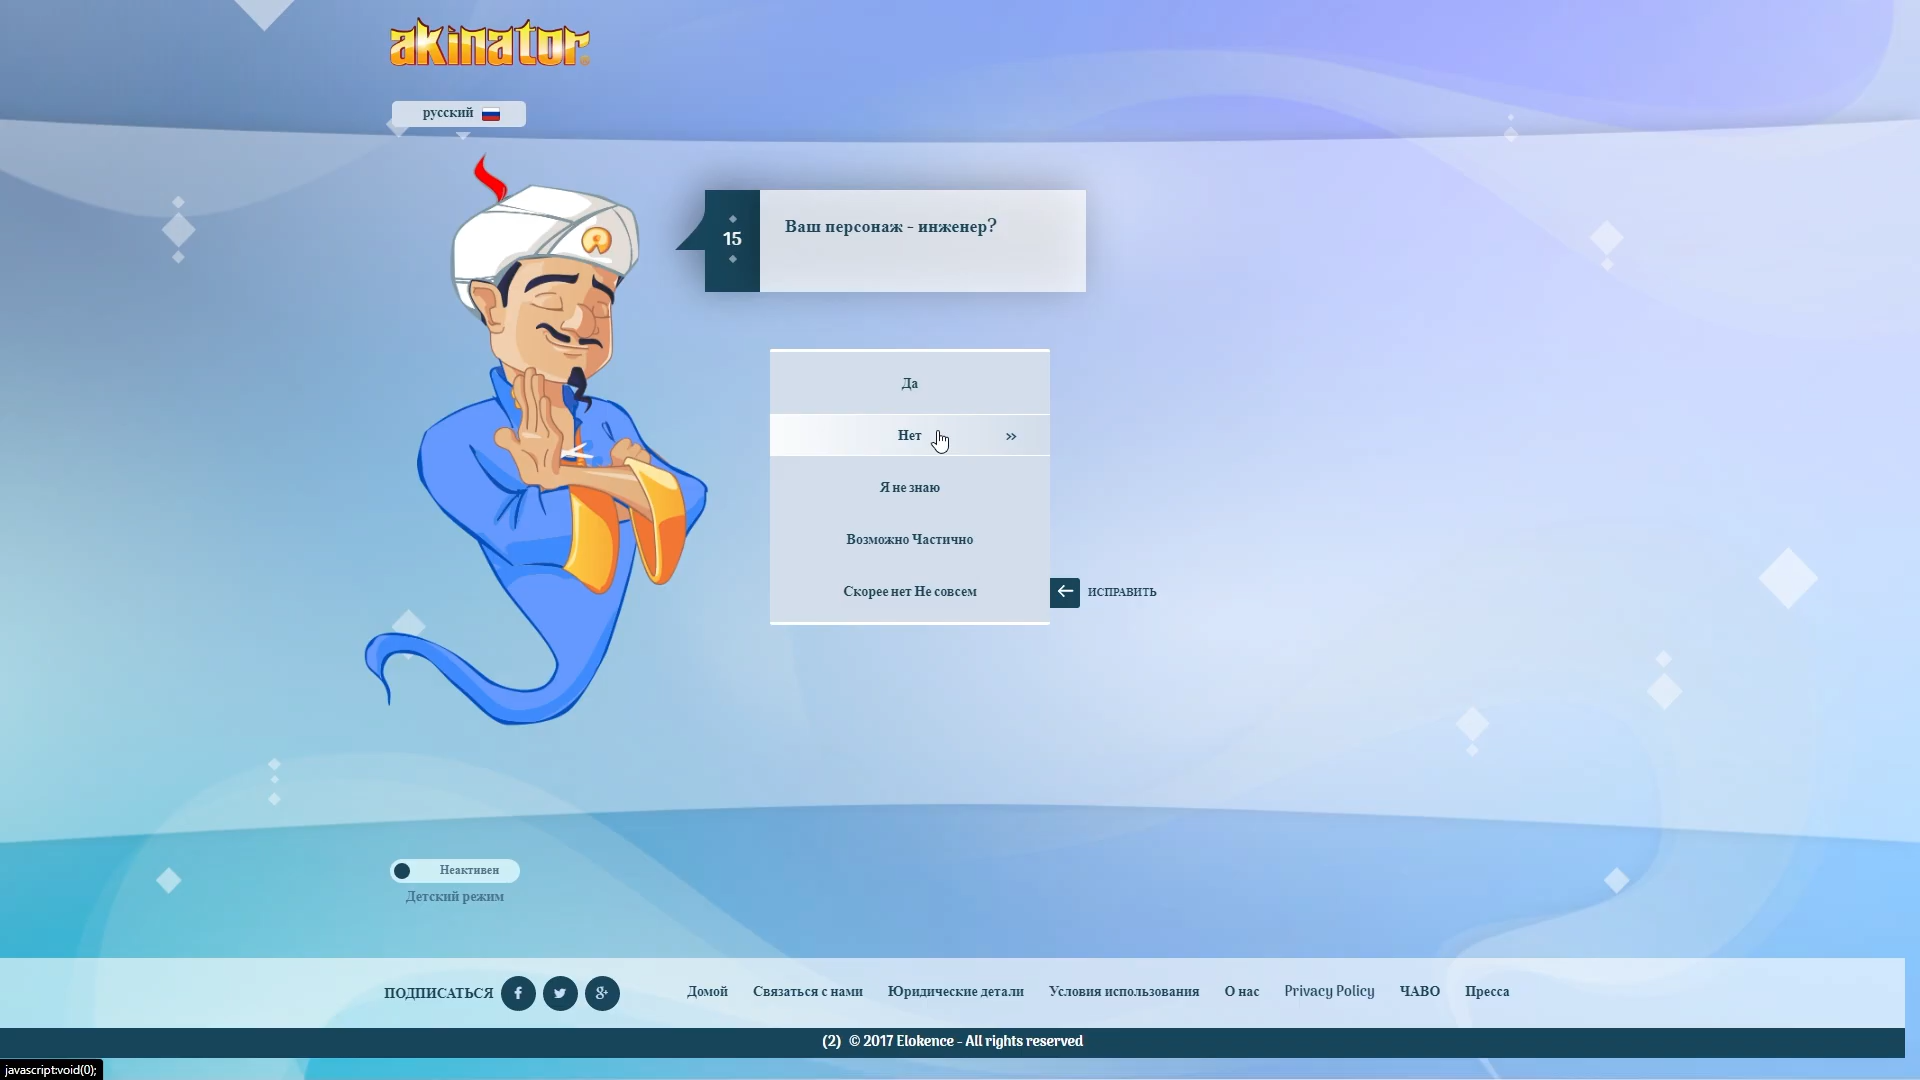 akinator
русский
15
Ваш персонаж - инженер?
Да
Нет »
Я не знаю
Возможно Частично
Скорее нет Не совсем
ИСПРАВИТЬ
Неактивен
Детский режим
ПОДПИСАТЬСЯ
Домой Связаться с нами Юридические детали Условия использования О нас Privacy Policy ЧАВО Пресса
(2) © 2017 Elokence - All rights reserved
javascript:void(0);